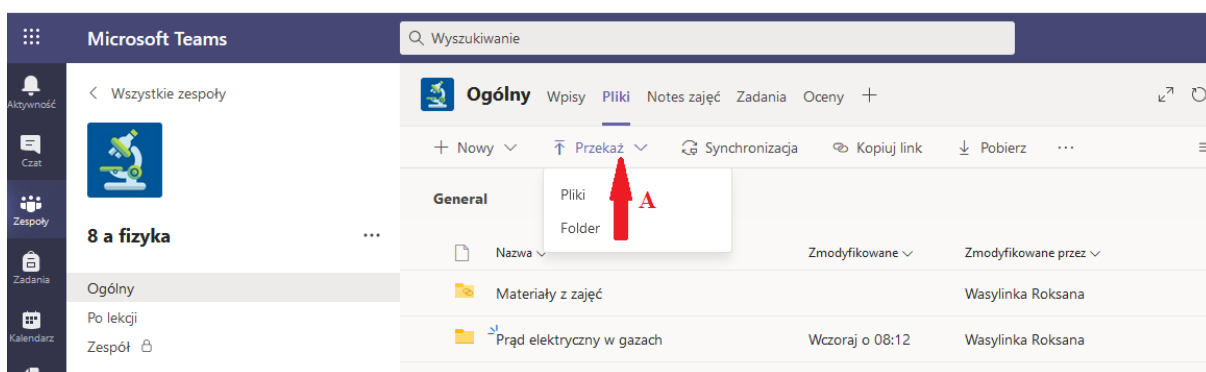 Microsoft Teams
Wyszukiwanie
Aktywność
Czat
Zespoły
Zadania
Kalendarz
Wszystkie zespoły
8 a fizyka
Ogólny
Po lekcji
Zespół
Ogólny Wpisy Pliki Notes zajęć Zadania Oceny
Nowy Przekaż Synchronizacja Kopiuj link Pobierz
Pliki
Folder
A
General
Nazwa Zmodyfikowane Zmodyfikowane przez
Materiały z zajęć Wasylinka Roksana
Prąd elektryczny w gazach Wczoraj o 08:12 Wasylinka Roksana